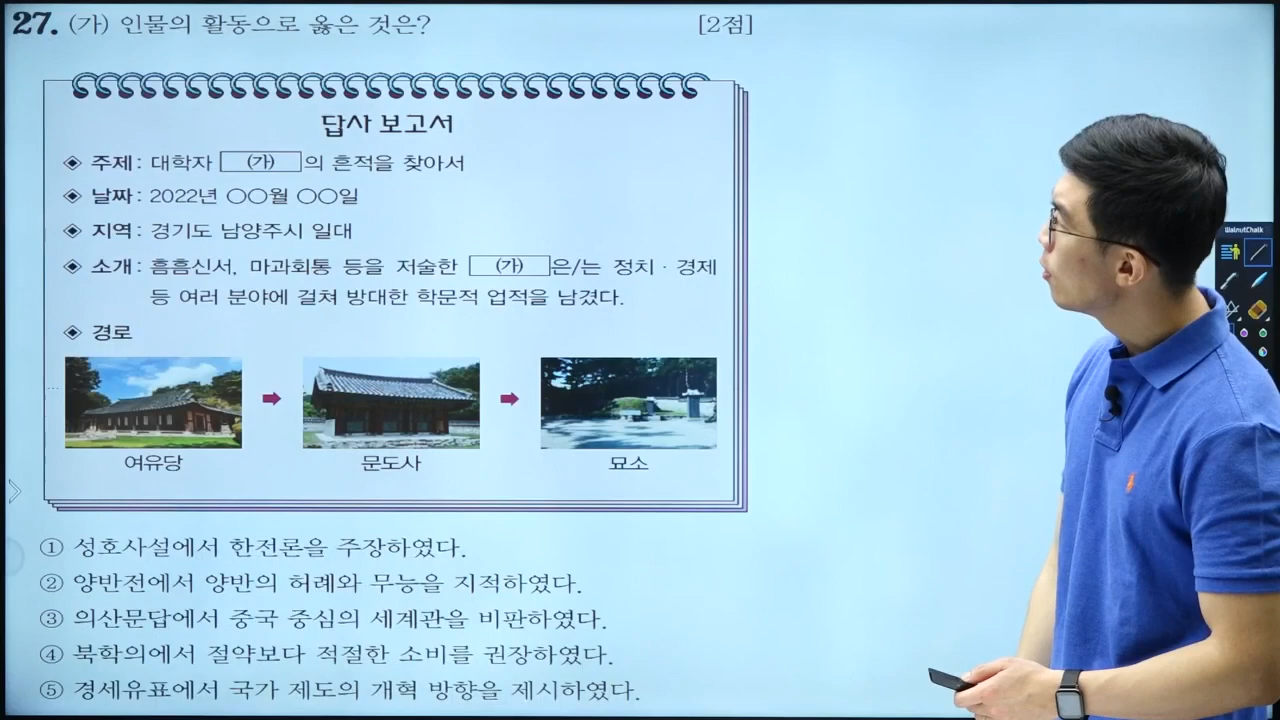 27. (가) 인물의 활동으로 옳은 것은? [2점]
답사 보고서
◈ 주제: 대학자 (가) 의 흔적을 찾아서
◈ 날짜: 2022년 ○○월 ○○일
◈ 지역: 경기도 남양주시 일대
◈ 소개: 흠흠신서, 마과회통 등을 저술한 (가) 은/는 정치·경제
등 여러 분야에 걸쳐 방대한 학문적 업적을 남겼다.
◈ 경로
여유당 문도사 묘소
① 성호사설에서 한전론을 주장하였다.
② 양반전에서 양반의 허례와 무능을 지적하였다.
③ 의산문답에서 중국 중심의 세계관을 비판하였다.
④ 북학의에서 절약보다 적절한 소비를 권장하였다.
⑤ 경세유표에서 국가 제도의 개혁 방향을 제시하였다.
WalnutChalk